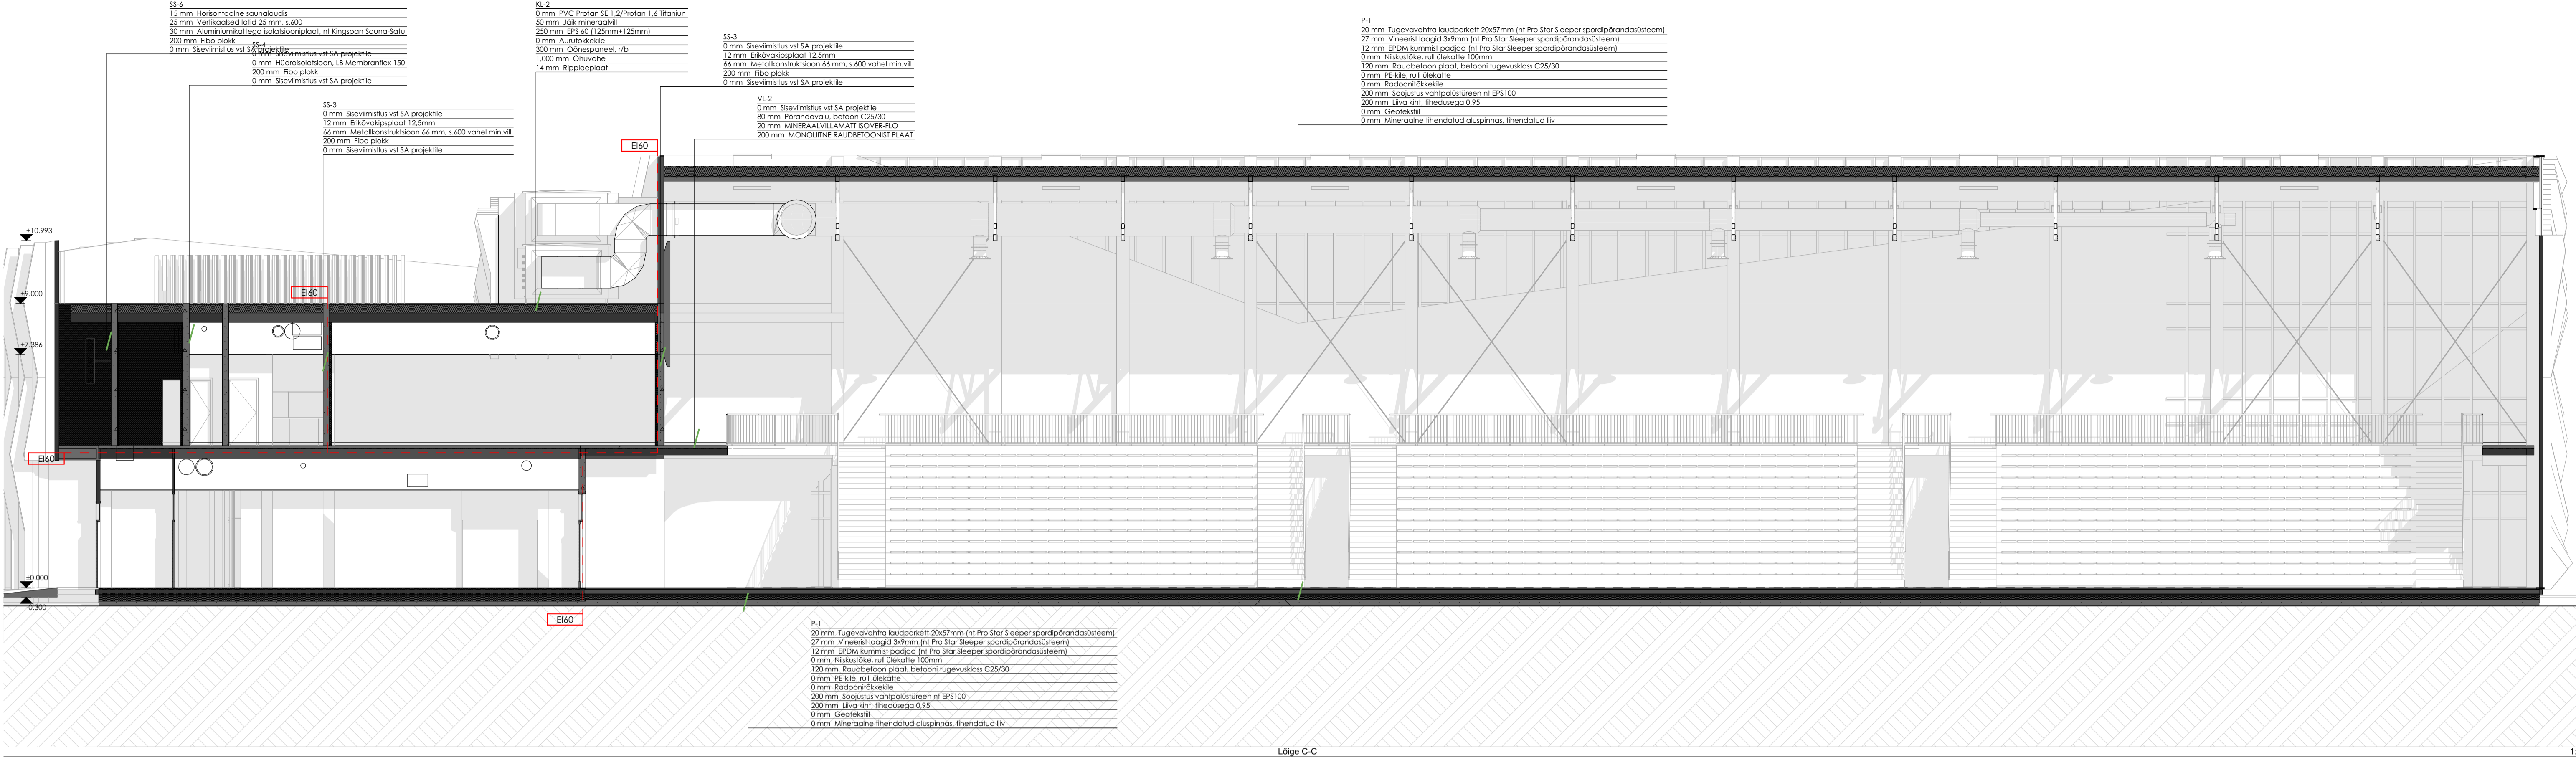 SS-6
15 mm Horisontaalne saunalaudis
25 mm Vertikaalsed latid 25 mm, s.600
30 mm Alumiiniumikattega isolatsiooniplaat, nt Kingspan Sauna-Satu
200 mm Fibo plokk
0 mm Siseviimistlus vst SA projektile
SS-4
0 mm Siseviimistlus vst SA projektile
0 mm Hüdroisolatsioon, LB Membranflex 150
200 mm Fibo plokk
0 mm Siseviimistlus vst SA projektile
SS-3
0 mm Siseviimistlus vst SA projektile
12 mm Erikõvakipsplaat 12,5mm
66 mm Metallkonstruktsioon 66 mm, s.600 vahel min.vill
200 mm Fibo plokk
0 mm Siseviimistlus vst SA projektile
KL-2
0 mm PVC Protan SE 1,2/Protan 1,6 Titaniun
50 mm Jäik mineraalvill
250 mm EPS 60 (125mm+125mm)
0 mm Aurutõkkekile
300 mm Õõnespaneel, r/b
1,000 mm Õhuvahe
14 mm Ripplaeplaat
SS-3
0 mm Siseviimistlus vst SA projektile
12 mm Erikõvakipsplaat 12,5mm
66 mm Metallkonstruktsioon 66 mm, s.600 vahel min.vill
200 mm Fibo plokk
0 mm Siseviimistlus vst SA projektile
VL-2
0 mm Siseviimistlus vst SA projektile
80 mm Põrandavalu, betoon C25/30
20 mm MINERAALVILLAMATT ISOVER-FLO
200 mm MONOLIITNE RAUDBETOONIST PLAAT
P-1
20 mm Tugevavahtra laudparkett 20x57mm (nt Pro Star Sleeper spordipõrandasüsteem)
27 mm Vineerist laagid 3x9mm (nt Pro Star Sleeper spordipõrandasüsteem)
12 mm EPDM kummist padjad (nt Pro Star Sleeper spordipõrandasüsteem)
0 mm Niiskustõke, rull ülekatte 100mm
120 mm Raudbetoon plaat, betooni tugevusklass C25/30
0 mm PE-kile, rulli ülekatte
0 mm Radoonitõkkekile
200 mm Soojustus vahtpolüstüreen nt EPS100
200 mm Liiva kiht, tihedusega 0,95
0 mm Geotekstiil
0 mm Mineraalne tihendatud aluspinnas, tihendatud liiv
EI60
+10.993
+9.000
EI60
+7.386
EI60
±0.000
-0.300
EI60
P-1
20 mm Tugevavahtra laudparkett 20x57mm (nt Pro Star Sleeper spordipõrandasüsteem)
27 mm Vineerist laagid 3x9mm (nt Pro Star Sleeper spordipõrandasüsteem)
12 mm EPDM kummist padjad (nt Pro Star Sleeper spordipõrandasüsteem)
0 mm Niiskustõke, rull ülekatte 100mm
120 mm Raudbetoon plaat, betooni tugevusklass C25/30
0 mm PE-kile, rulli ülekatte
0 mm Radoonitõkkekile
200 mm Soojustus vahtpolüstüreen nt EPS100
200 mm Liiva kiht, tihedusega 0,95
0 mm Geotekstiil
0 mm Mineraalne tihendatud aluspinnas, tihendatud liiv
Lõige C-C